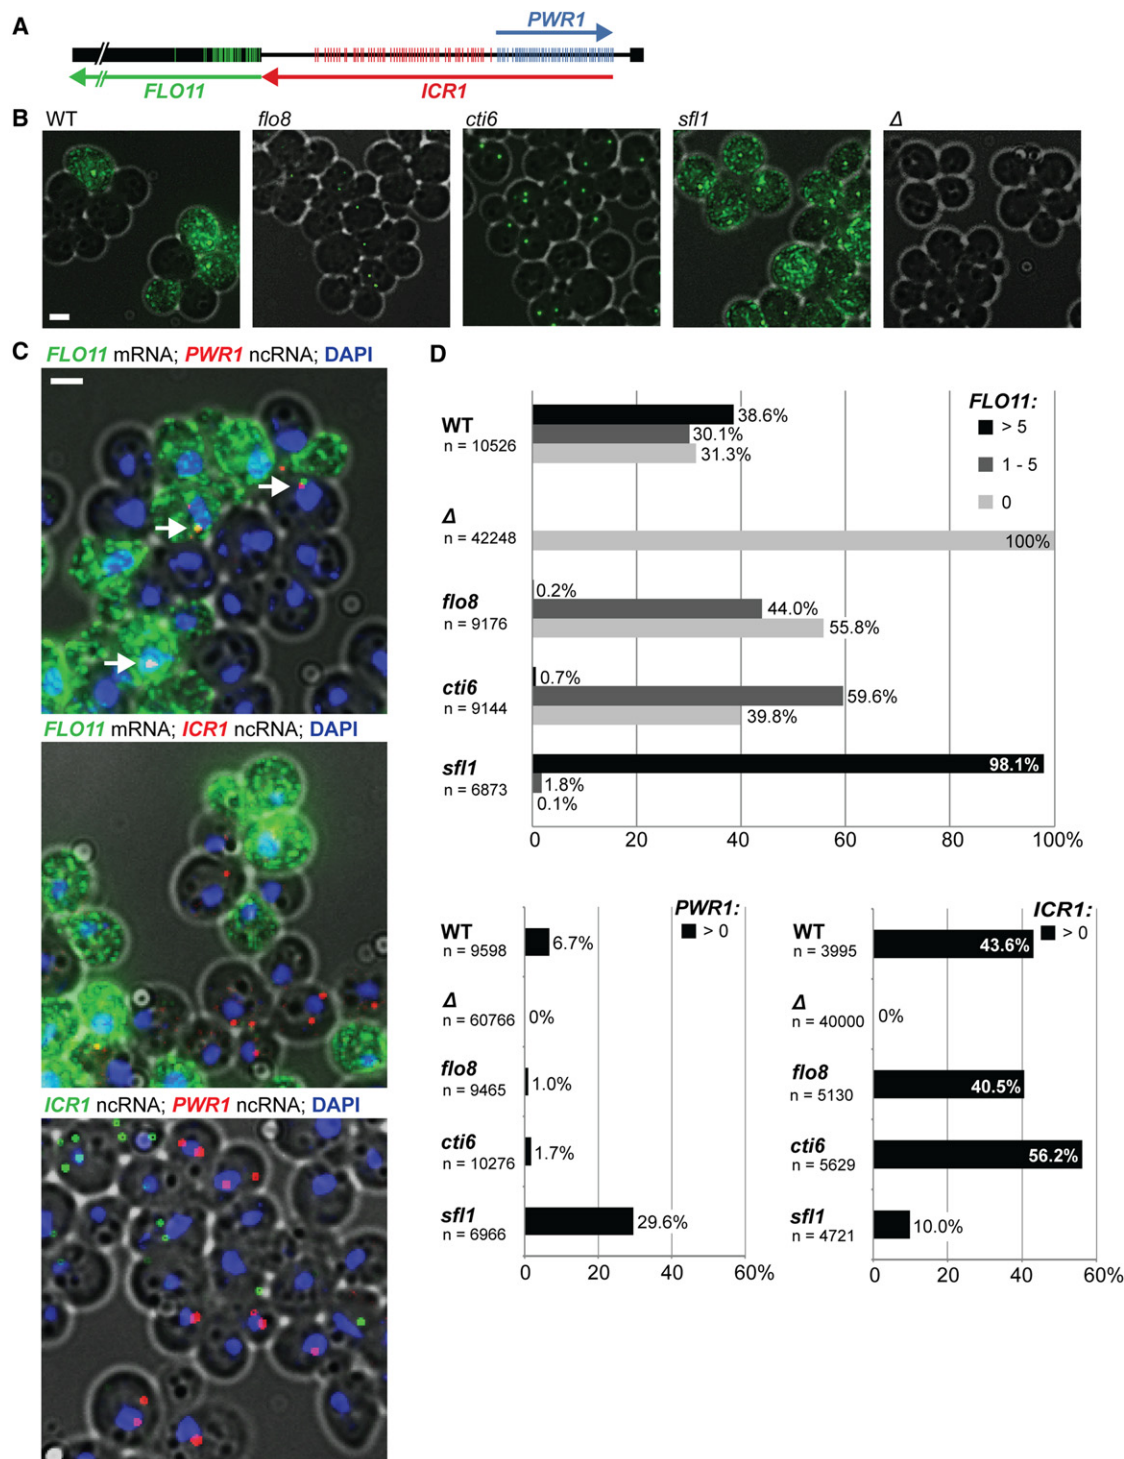 A
PWR1
FLO11
ICR1
B
WT
flo8
cti6
sfl1
Δ
C
FLO11 mRNA; PWR1 ncRNA; DAPI
FLO11 mRNA; ICR1 ncRNA; DAPI
ICR1 ncRNA; PWR1 ncRNA; DAPI
D
FLO11:
> 5
1 - 5
0
WT
n = 10526
38.6%
30.1%
31.3%
Δ
n = 42248
100%
flo8
n = 9176
0.2%
44.0%
55.8%
cti6
n = 9144
0.7%
59.6%
39.8%
sfl1
n = 6873
98.1%
1.8%
0.1%
0 20 40 60 80 100%
PWR1:
> 0
WT
n = 9598
6.7%
Δ
n = 60766
0%
flo8
n = 9465
1.0%
cti6
n = 10276
1.7%
sfl1
n = 6966
29.6%
0 20 40 60%
ICR1:
> 0
WT
n = 3995
43.6%
Δ
n = 40000
0%
flo8
n = 5130
40.5%
cti6
n = 5629
56.2%
sfl1
n = 4721
10.0%
0 20 40 60%